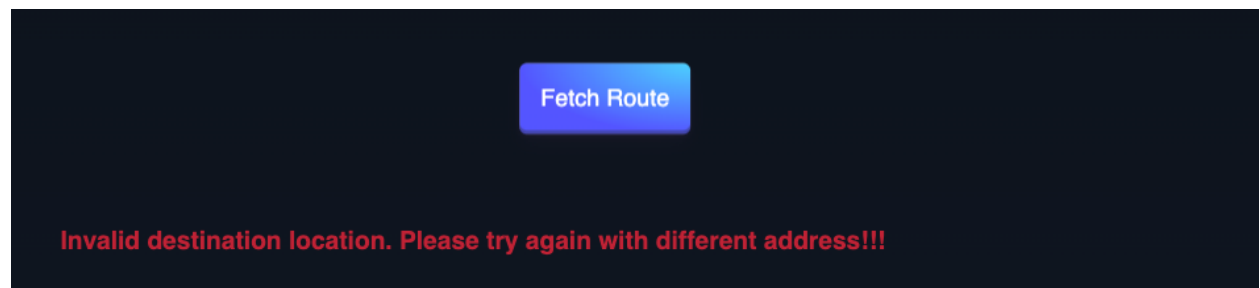 Fetch Route
Invalid destination location. Please try again with different address!!!